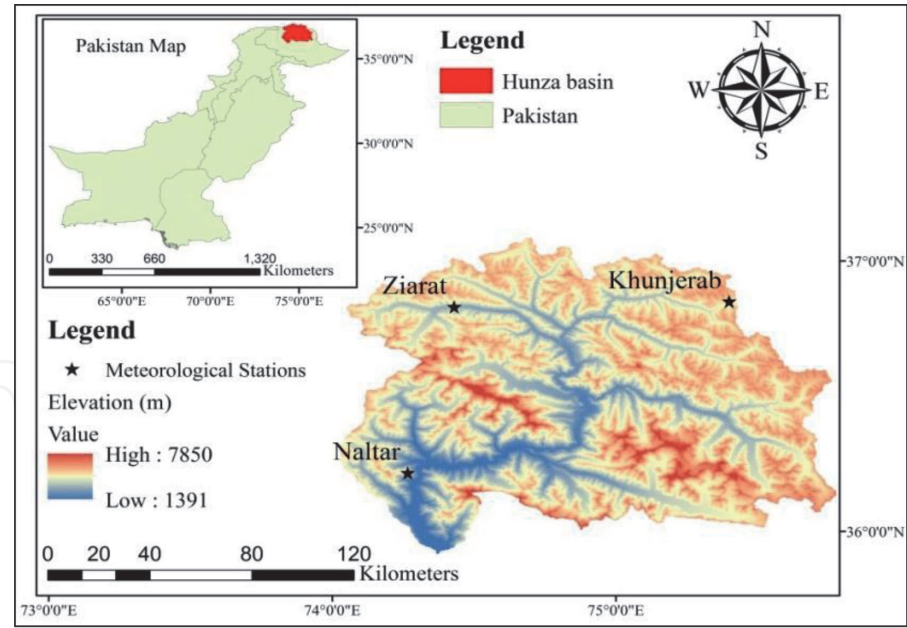 Pakistan Map
35°0'0"N
30°0'0"N
25°0'0"N
0 330 660 1,320
Kilometers
65°0'0"E 70°0'0"E 75°0'0"E
Legend
Hunza basin
Pakistan
N
W E
S
37°0'0"N
36°0'0"N
Ziarat
Khunjerab
Naltar
Legend
Meteorological Stations
Elevation (m)
Value
High : 7850
Low : 1391
0 20 40 80 120
Kilometers
73°0'0"E 74°0'0"E 75°0'0"E